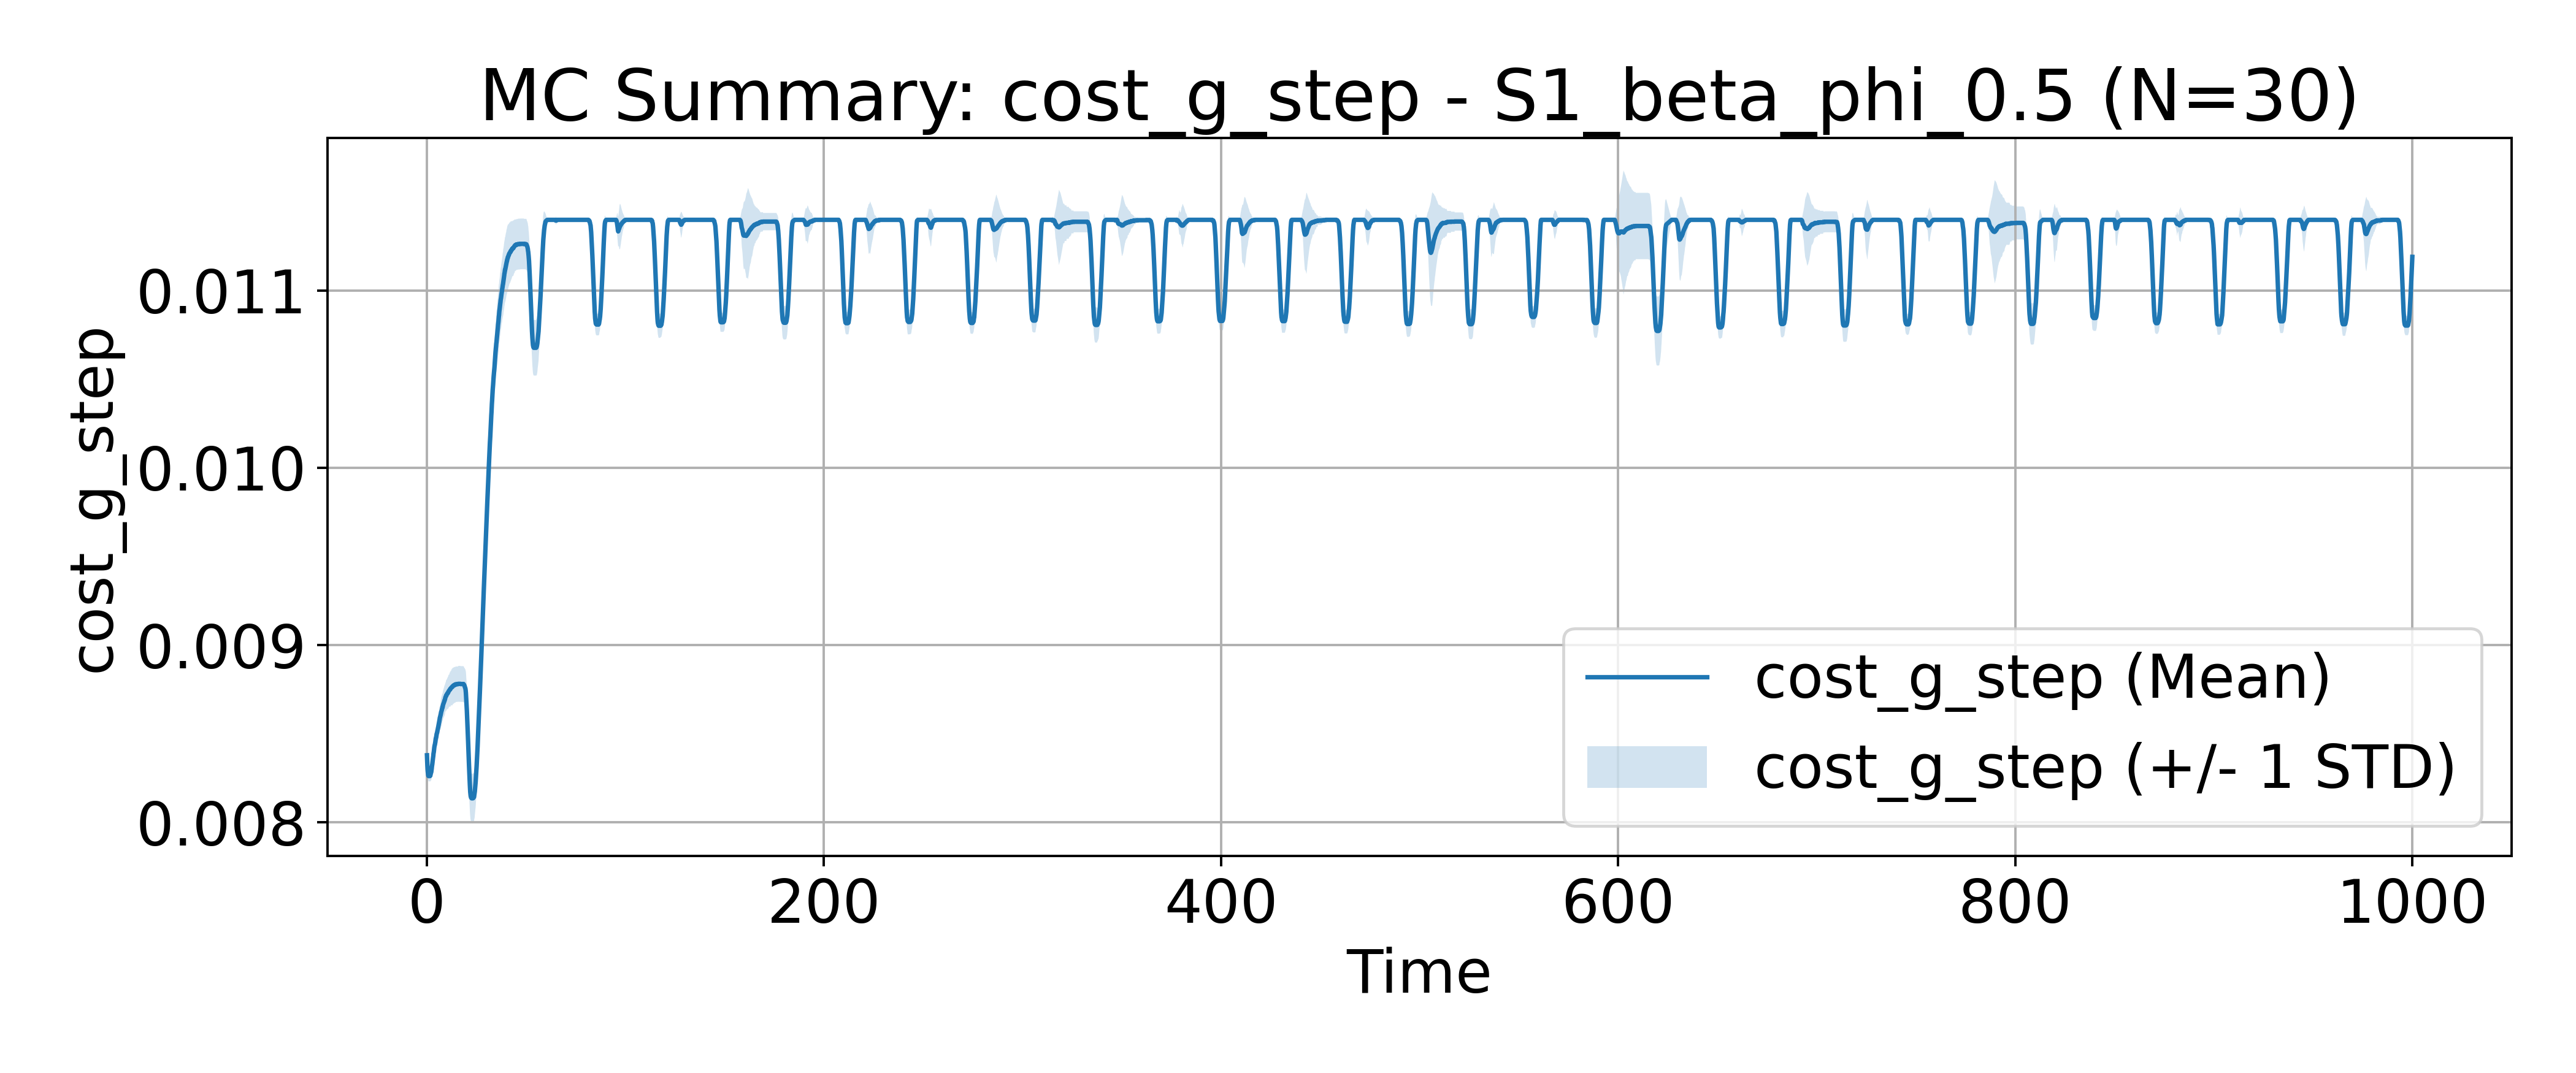 MC Summary: cost_g_step - S1_beta_phi_0.5 (N=30)
cost_g_step
0.011
0.010
0.009
0.008
cost_g_step (Mean)
cost_g_step (+/- 1 STD)
0 200 400 600 800 1000
Time